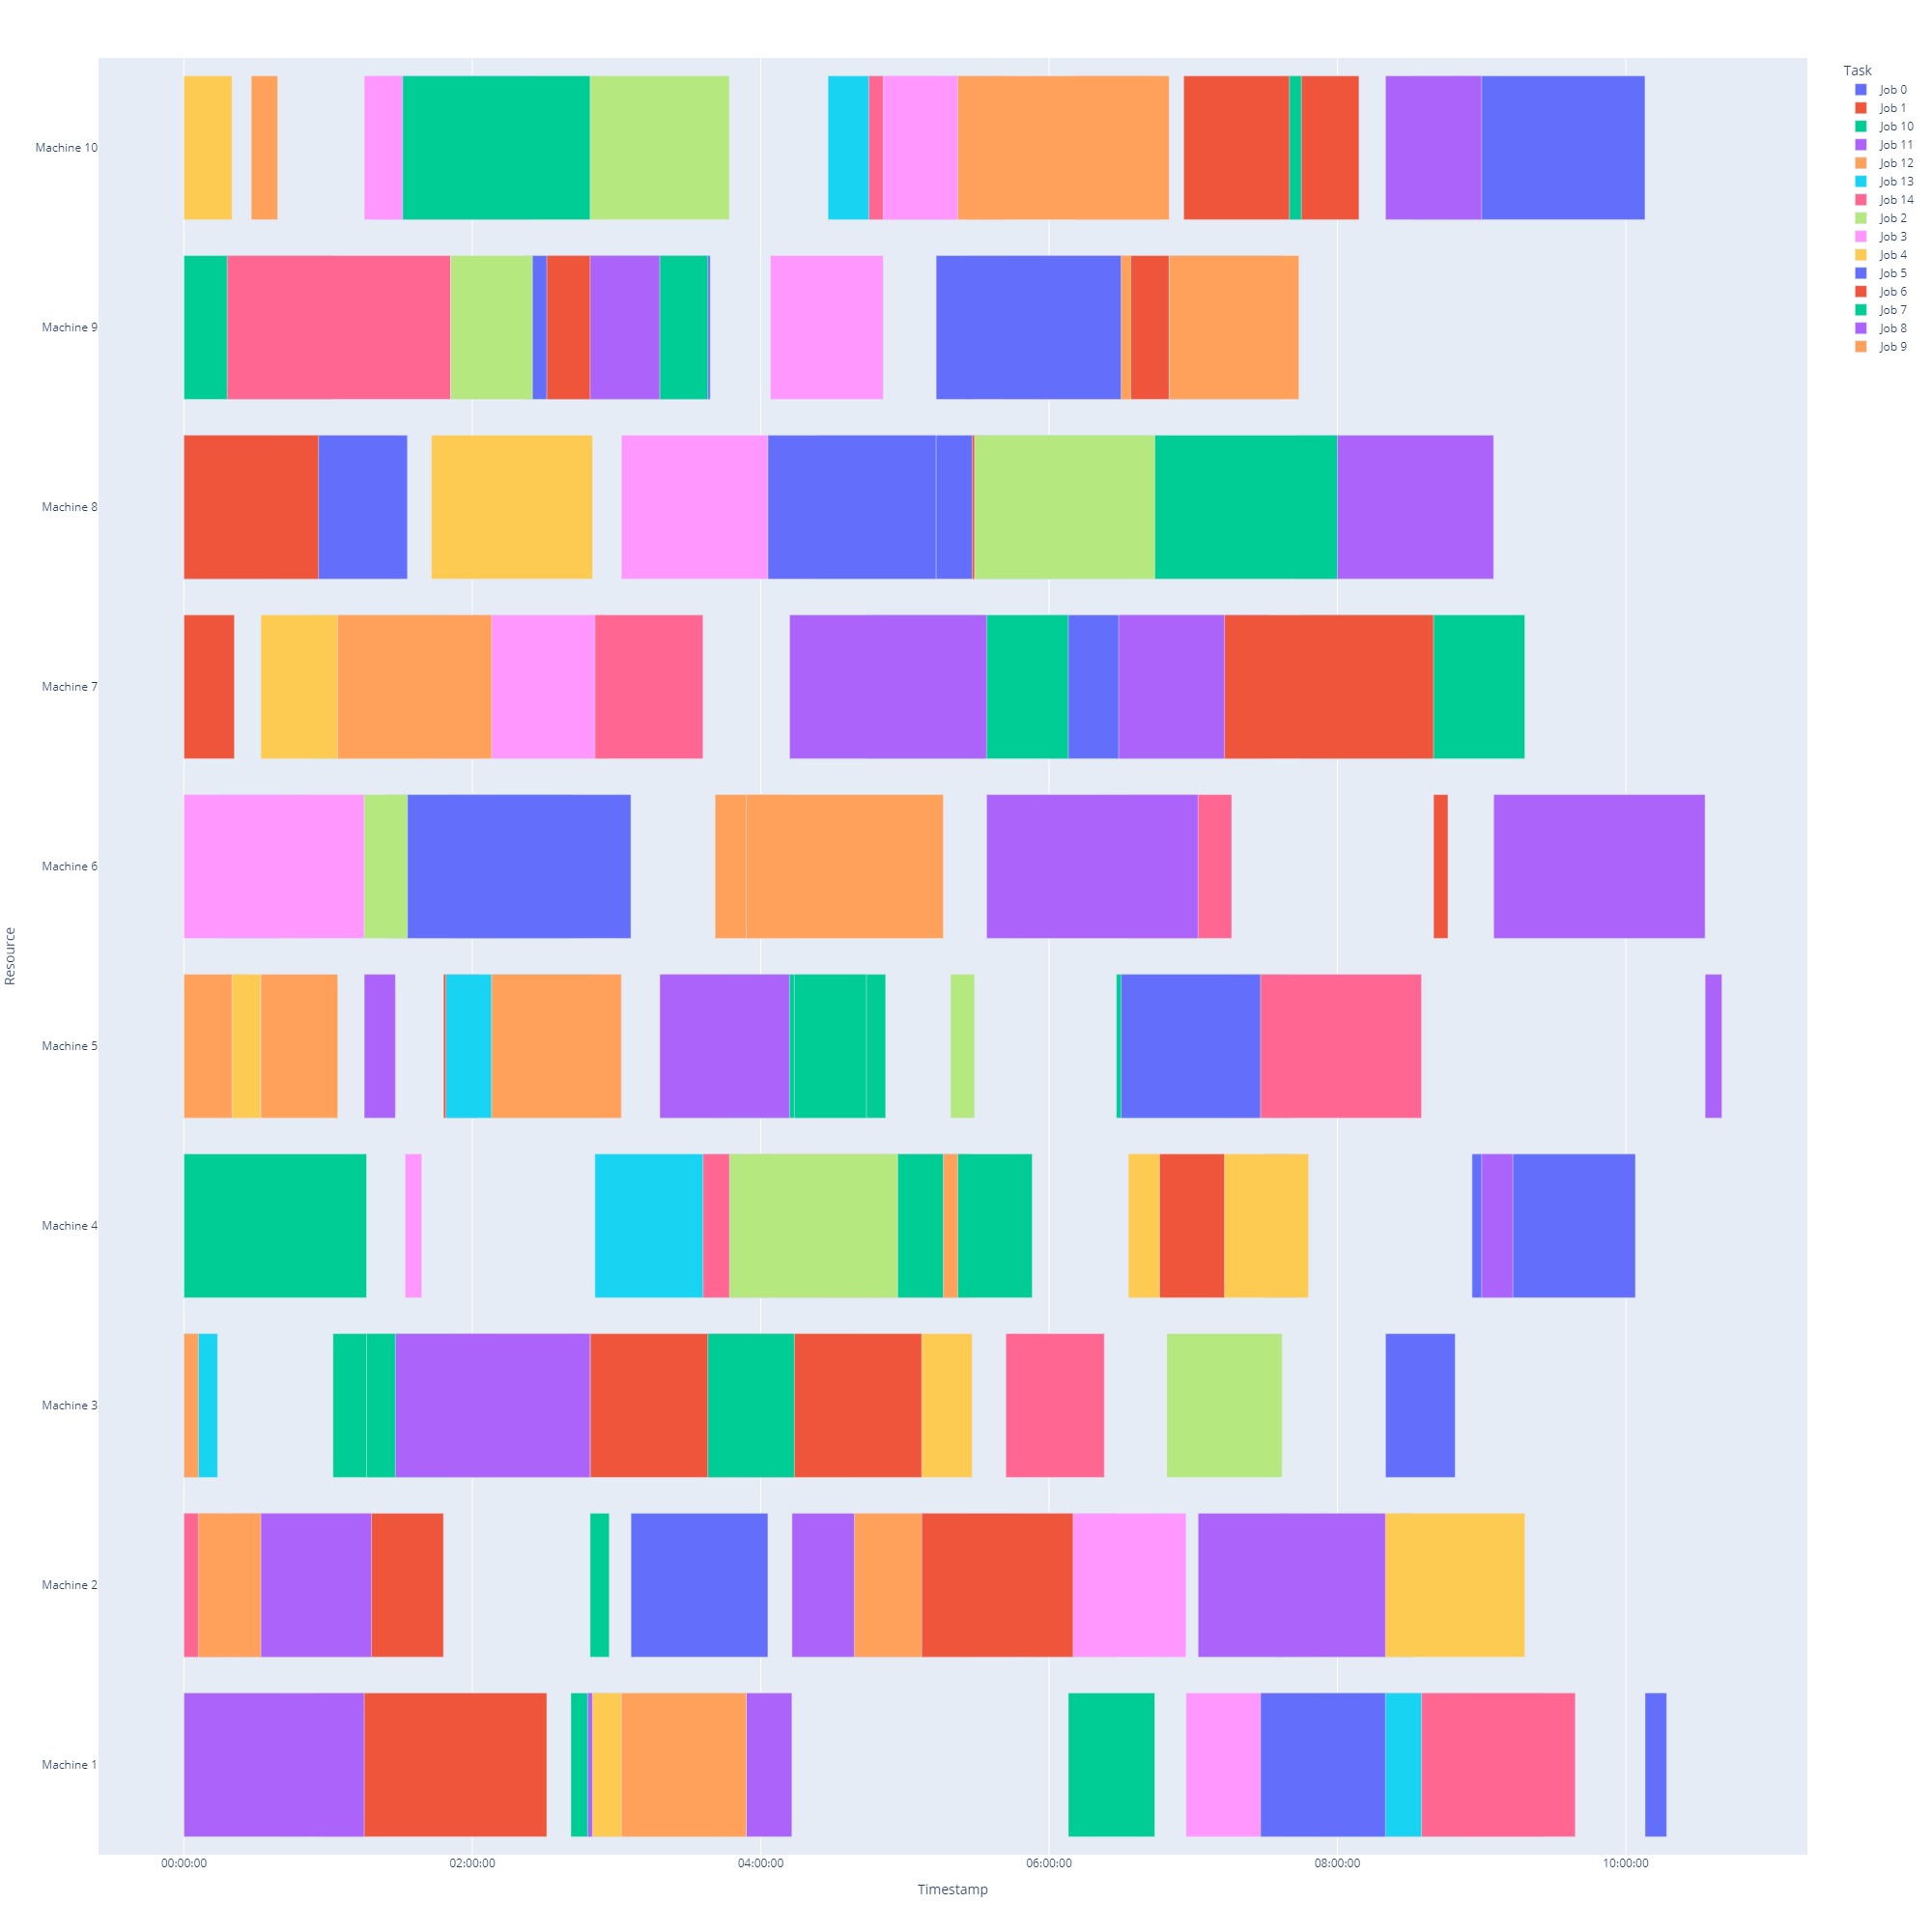 Machine 10
Machine 9
Machine 8
Machine 7
Machine 6
Machine 5
Machine 4
Machine 3
Machine 2
Machine 1
Resource
00:00:00
02:00:00
04:00:00
06:00:00
08:00:00
10:00:00
Timestamp
Task
Job 0
Job 1
Job 10
Job 11
Job 12
Job 13
Job 14
Job 2
Job 3
Job 4
Job 5
Job 6
Job 7
Job 8
Job 9